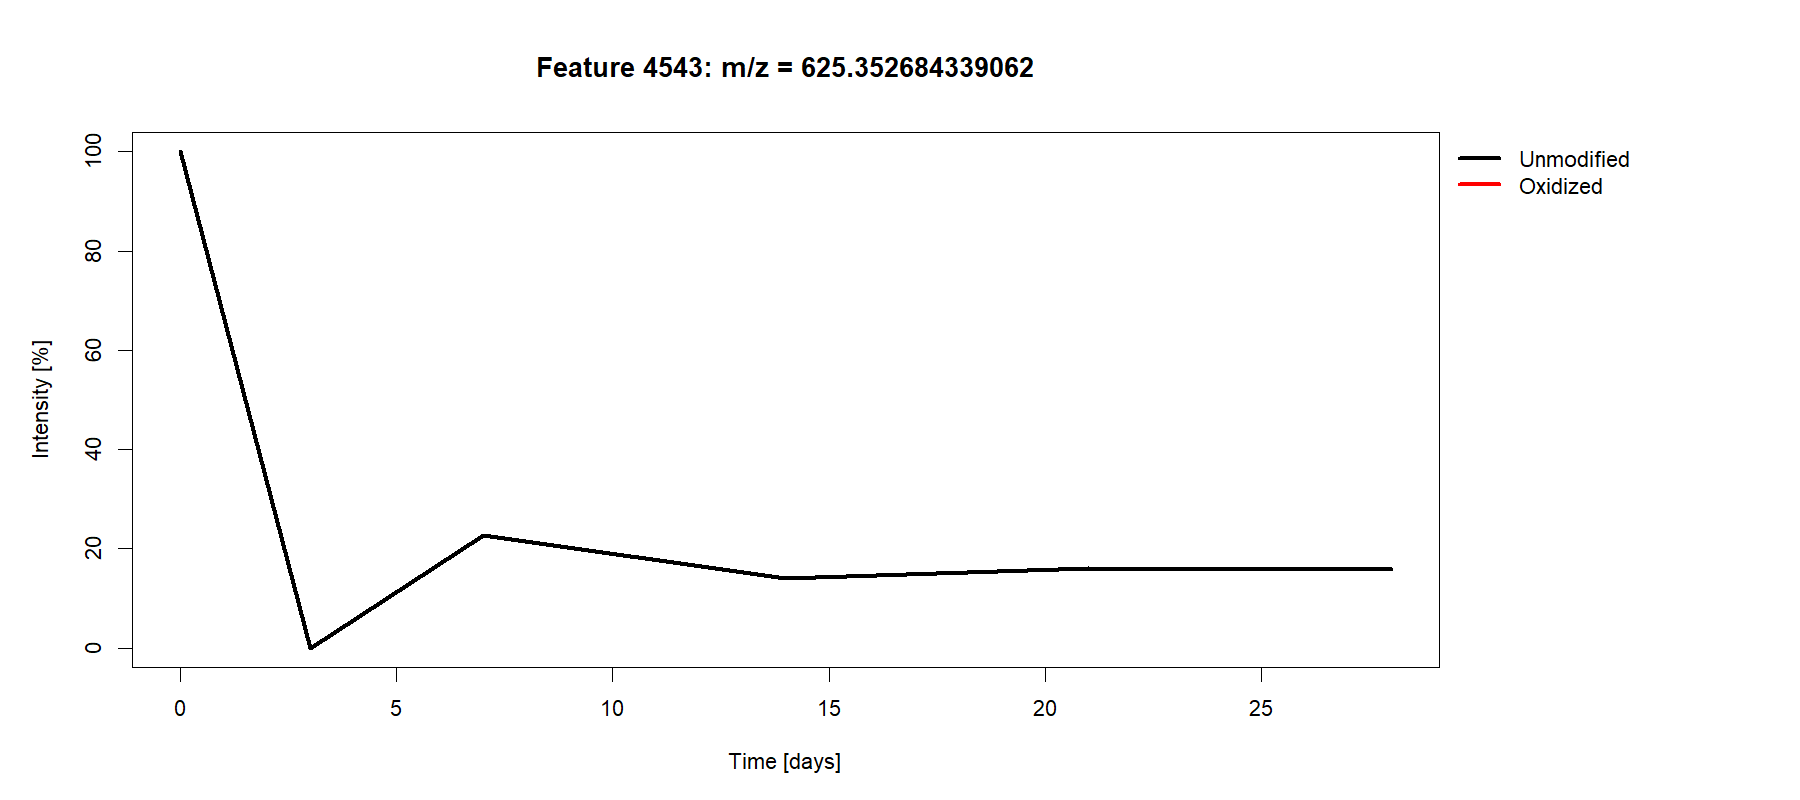 Feature 4543: m/z = 625.352684339062
Unmodified
Oxidized
Intensity [%]
100
80
60
40
20
0
0 5 10 15 20 25
Time [days]